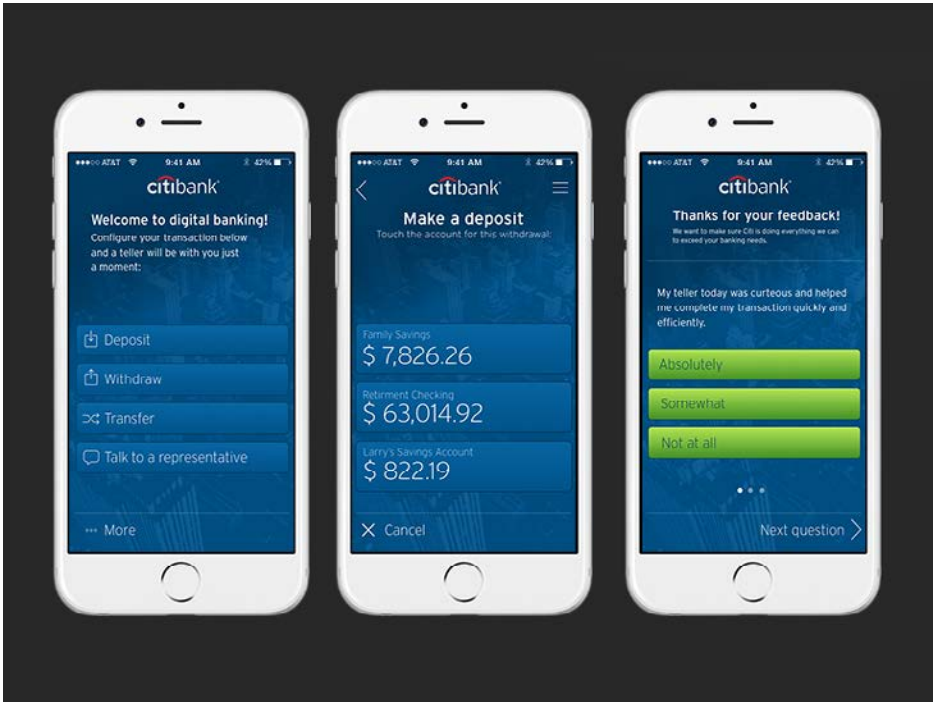 AT&T 9:41 AM 42%
citibank
Welcome to digital banking!
Configure your transaction below
and a teller will be with you just
a moment:
Deposit
Withdraw
Transfer
Talk to a representative
More
AT&T 9:41 AM 42%
citibank
Make a deposit
Touch the account for this withdrawal:
Family Savings
$ 7,826.26
Retirment Checking
$ 63,014.92
Larry's Savings Account
$ 822.19
Cancel
AT&T 9:41 AM 42%
citibank
Thanks for your feedback!
We want to make sure Citi is doing everything we can
to exceed your banking needs.
My teller today was curteous and helped
me complete my transaction quickly and
efficiently.
Absolutely
Somewhat
Not at all
Next question